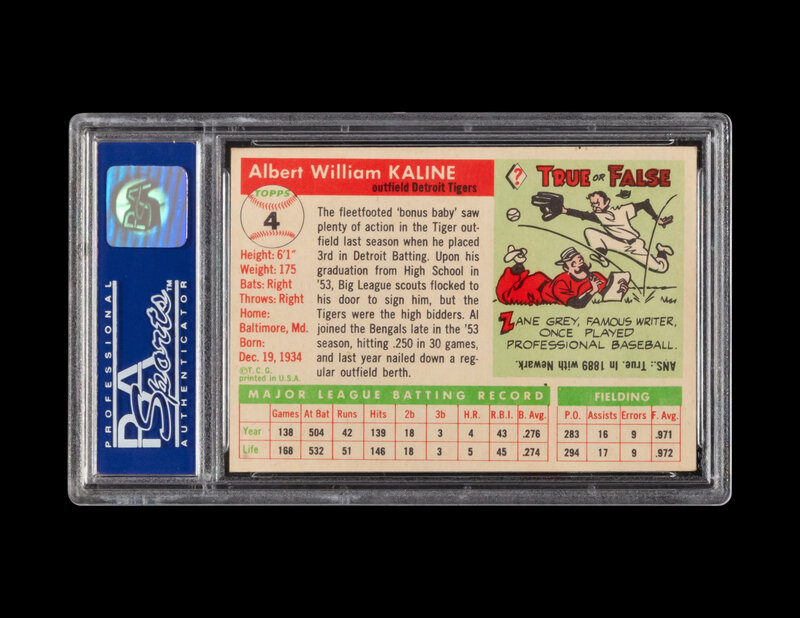 PSA
PROFESSIONAL
PSA Sports™
AUTHENTICATOR
Albert William KALINE
outfield Detroit Tigers
TOPPS
4
Height: 6'1"
Weight: 175
Bats: Right
Throws: Right
Home:
Baltimore, Md.
Born:
Dec. 19, 1934
©T.C.G.
printed in U.S.A.
The fleetfooted 'bonus baby' saw
plenty of action in the Tiger out-
field last season when he placed
3rd in Detroit Batting. Upon his
graduation from High School in
'53, Big League scouts flocked to
his door to sign him, but the
Tigers were the high bidders. Al
joined the Bengals late in the '53
season, hitting .250 in 30 games,
and last year nailed down a reg-
ular outfield berth.
?
TRUE OR FALSE
ZANE GREY, FAMOUS WRITER,
ONCE PLAYED
PROFESSIONAL BASEBALL.
ANS.: True. In 1889 with Newark.
MAJOR LEAGUE BATTING RECORD FIELDING
Games At Bat Runs Hits 2b 3b H.R. R.B.I. B. Avg. P.O. Assists Errors F. Avg.
Year 138 504 42 139 18 3 4 43 .276 283 16 9 .971
Life 168 532 51 146 18 3 5 45 .274 294 17 9 .972